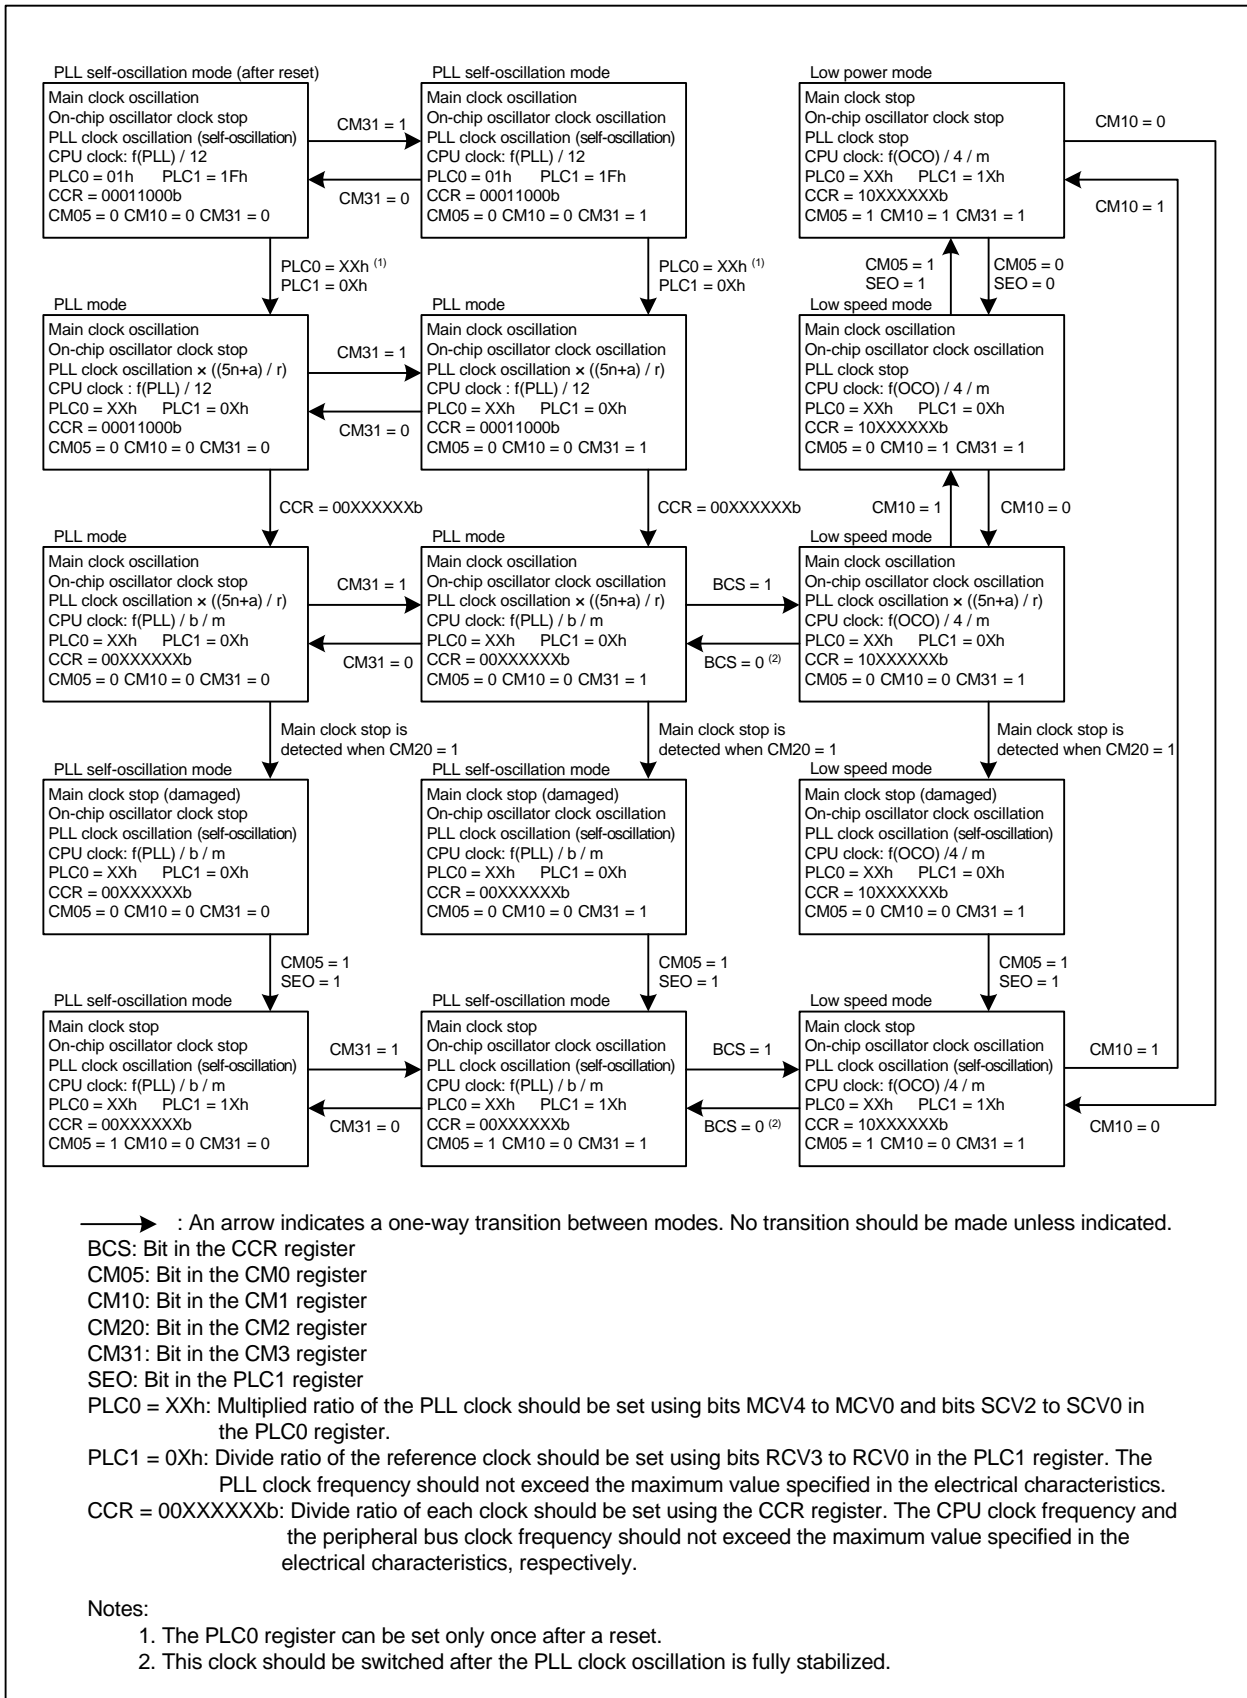 PLL self-oscillation mode (after reset)
Main clock oscillation
On-chip oscillator clock stop
PLL clock oscillation (self-oscillation)
CPU clock: f(PLL) / 12
PLC0 = 01h PLC1 = 1Fh
CCR = 00011000b
CM05 = 0 CM10 = 0 CM31 = 0
CM31 = 1
CM31 = 0
PLL self-oscillation mode
Main clock oscillation
On-chip oscillator clock oscillation
PLL clock oscillation (self-oscillation)
CPU clock: f(PLL) / 12
PLC0 = 01h PLC1 = 1Fh
CCR = 00011000b
CM05 = 0 CM10 = 0 CM31 = 1
Low power mode
Main clock stop
On-chip oscillator clock stop
PLL clock stop
CPU clock: f(OCO) / 4 / m
PLC0 = XXh PLC1 = 1Xh
CCR = 10XXXXXXb
CM05 = 1 CM10 = 1 CM31 = 1
CM10 = 0
CM10 = 1
PLC0 = XXh (1)
PLC1 = 0Xh
PLC0 = XXh (1)
PLC1 = 0Xh
CM05 = 1
SEO = 1
CM05 = 0
SEO = 0
PLL mode
Main clock oscillation
On-chip oscillator clock stop
PLL clock oscillation × ((5n+a) / r)
CPU clock : f(PLL) / 12
PLC0 = XXh PLC1 = 0Xh
CCR = 00011000b
CM05 = 0 CM10 = 0 CM31 = 0
CM31 = 1
CM31 = 0
PLL mode
Main clock oscillation
On-chip oscillator clock oscillation
PLL clock oscillation × ((5n+a) / r)
CPU clock : f(PLL) / 12
PLC0 = XXh PLC1 = 0Xh
CCR = 00011000b
CM05 = 0 CM10 = 0 CM31 = 1
Low speed mode
Main clock oscillation
On-chip oscillator clock oscillation
PLL clock stop
CPU clock: f(OCO) / 4 / m
PLC0 = XXh PLC1 = 0Xh
CCR = 10XXXXXXb
CM05 = 0 CM10 = 1 CM31 = 1
CCR = 00XXXXXXb
CCR = 00XXXXXXb
CM10 = 1
CM10 = 0
PLL mode
Main clock oscillation
On-chip oscillator clock stop
PLL clock oscillation × ((5n+a) / r)
CPU clock: f(PLL) / b / m
PLC0 = XXh PLC1 = 0Xh
CCR = 00XXXXXXb
CM05 = 0 CM10 = 0 CM31 = 0
CM31 = 1
CM31 = 0
PLL mode
Main clock oscillation
On-chip oscillator clock oscillation
PLL clock oscillation × ((5n+a) / r)
CPU clock: f(PLL) / b / m
PLC0 = XXh PLC1 = 0Xh
CCR = 00XXXXXXb
CM05 = 0 CM10 = 0 CM31 = 1
BCS = 1
BCS = 0 (2)
Low speed mode
Main clock oscillation
On-chip oscillator clock oscillation
PLL clock oscillation × ((5n+a) / r)
CPU clock: f(OCO) / 4 / m
PLC0 = XXh PLC1 = 0Xh
CCR = 10XXXXXXb
CM05 = 0 CM10 = 0 CM31 = 1
Main clock stop is
detected when CM20 = 1
Main clock stop is
detected when CM20 = 1
Main clock stop is
detected when CM20 = 1
PLL self-oscillation mode
Main clock stop (damaged)
On-chip oscillator clock stop
PLL clock oscillation (self-oscillation)
CPU clock: f(PLL) / b / m
PLC0 = XXh PLC1 = 0Xh
CCR = 00XXXXXXb
CM05 = 0 CM10 = 0 CM31 = 0
PLL self-oscillation mode
Main clock stop (damaged)
On-chip oscillator clock oscillation
PLL clock oscillation (self-oscillation)
CPU clock: f(PLL) / b / m
PLC0 = XXh PLC1 = 0Xh
CCR = 00XXXXXXb
CM05 = 0 CM10 = 0 CM31 = 1
Low speed mode
Main clock stop (damaged)
On-chip oscillator clock oscillation
PLL clock oscillation (self-oscillation)
CPU clock: f(OCO) /4 / m
PLC0 = XXh PLC1 = 0Xh
CCR = 10XXXXXXb
CM05 = 0 CM10 = 0 CM31 = 1
CM05 = 1
SEO = 1
CM05 = 1
SEO = 1
CM05 = 1
SEO = 1
PLL self-oscillation mode
Main clock stop
On-chip oscillator clock stop
PLL clock oscillation (self-oscillation)
CPU clock: f(PLL) / b / m
PLC0 = XXh PLC1 = 1Xh
CCR = 00XXXXXXb
CM05 = 1 CM10 = 0 CM31 = 0
CM31 = 1
CM31 = 0
PLL self-oscillation mode
Main clock stop
On-chip oscillator clock oscillation
PLL clock oscillation (self-oscillation)
CPU clock: f(PLL) / b / m
PLC0 = XXh PLC1 = 1Xh
CCR = 00XXXXXXb
CM05 = 1 CM10 = 0 CM31 = 1
BCS = 1
BCS = 0 (2)
Low speed mode
Main clock stop
On-chip oscillator clock oscillation
PLL clock oscillation (self-oscillation)
CPU clock: f(OCO) /4 / m
PLC0 = XXh PLC1 = 1Xh
CCR = 10XXXXXXb
CM05 = 1 CM10 = 0 CM31 = 1
CM10 = 1
CM10 = 0
: An arrow indicates a one-way transition between modes. No transition should be made unless indicated.
BCS: Bit in the CCR register
CM05: Bit in the CM0 register
CM10: Bit in the CM1 register
CM20: Bit in the CM2 register
CM31: Bit in the CM3 register
SEO: Bit in the PLC1 register
PLC0 = XXh: Multiplied ratio of the PLL clock should be set using bits MCV4 to MCV0 and bits SCV2 to SCV0 in
the PLC0 register.
PLC1 = 0Xh: Divide ratio of the reference clock should be set using bits RCV3 to RCV0 in the PLC1 register. The
PLL clock frequency should not exceed the maximum value specified in the electrical characteristics.
CCR = 00XXXXXXb: Divide ratio of each clock should be set using the CCR register. The CPU clock frequency and
the peripheral bus clock frequency should not exceed the maximum value specified in the
electrical characteristics, respectively.
Notes:
1. The PLC0 register can be set only once after a reset.
2. This clock should be switched after the PLL clock oscillation is fully stabilized.